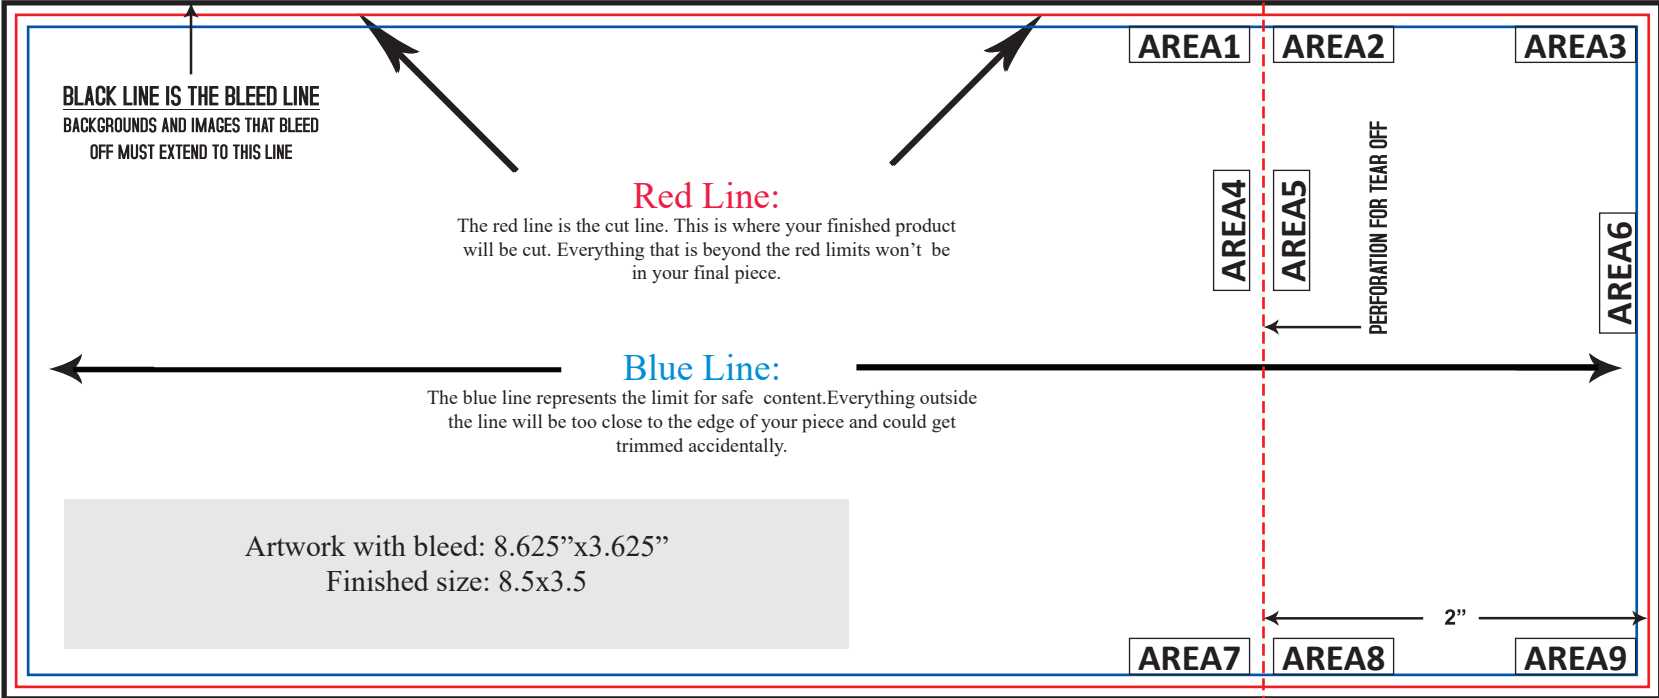 AREA1
AREA2
AREA3
BLACK LINE IS THE BLEED LINE
BACKGROUNDS AND IMAGES THAT BLEED
OFF MUST EXTEND TO THIS LINE
Red Line:
The red line is the cut line. This is where your finished product
will be cut. Everything that is beyond the red limits won’t  be
in your final piece.
AREA4
AREA5
PERFORATION FOR TEAR OFF
AREA6
Blue Line:
The blue line represents the limit for safe  content.Everything outside
the line will be too close to the edge of your piece and could get
trimmed accidentally.
Artwork with bleed: 8.625”x3.625”
Finished size: 8.5x3.5
2”
AREA7
AREA8
AREA9